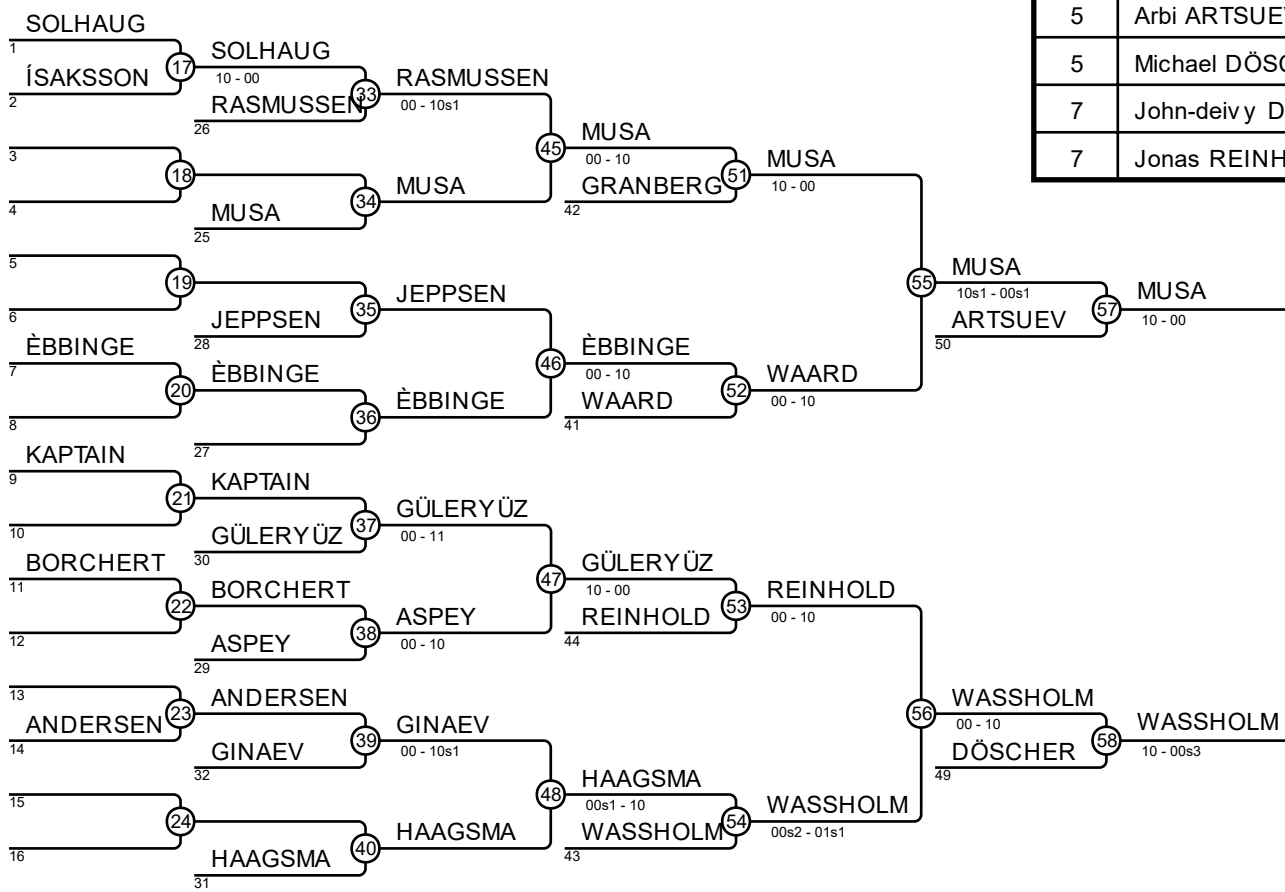 SOLHAUG
1
ÍSAKSSON
2
17
SOLHAUG
10 - 00
RASMUSSEN
26
33
RASMUSSEN
00 - 10s1
3
4
18
MUSA
25
34
MUSA
45
MUSA
00 - 10
GRANBERG
42
51
MUSA
10 - 00
5
6
19
JEPPSEN
28
35
JEPPSEN
ÈBBINGE
7
8
20
ÈBBINGE
27
36
ÈBBINGE
46
ÈBBINGE
00 - 10
WAARD
41
52
WAARD
00 - 10
55
MUSA
10s1 - 00s1
ARTSUEV
50
57
MUSA
10 - 00
KAPTAIN
9
10
21
KAPTAIN
GÜLERYÜZ
30
37
GÜLERYÜZ
00 - 11
BORCHERT
11
12
22
BORCHERT
ASPEY
29
38
ASPEY
00 - 10
47
GÜLERYÜZ
10 - 00
REINHOLD
44
53
REINHOLD
00 - 10
13
ANDERSEN
14
23
ANDERSEN
GINAEV
32
39
GINAEV
00 - 10s1
15
16
24
HAAGSMA
31
40
HAAGSMA
48
HAAGSMA
00s1 - 10
WASSHOLM
43
54
WASSHOLM
00s2 - 01s1
56
WASSHOLM
00 - 10
DÖSCHER
49
58
WASSHOLM
10 - 00s3
5 Arbi ARTSUEV
5 Michael DÖSC
7 John-deivy D
7 Jonas REINH